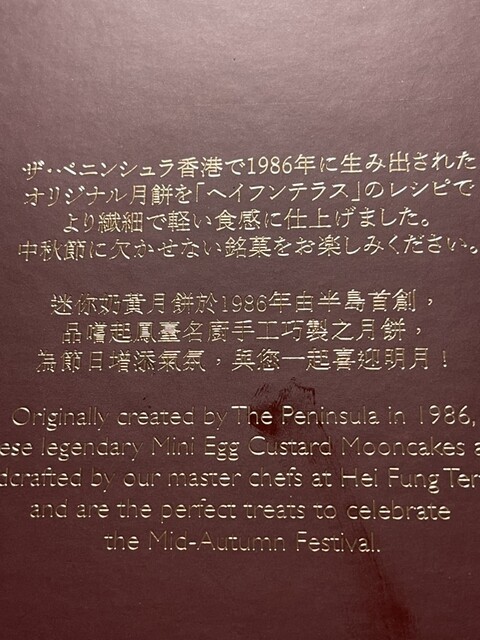 ザ・ペニンシュラ香港で1986年に生み出された
オリジナル月餅を「ヘイフンテラス」のレシピで
より繊細で軽い食感に仕上げました。
中秋節に欠かせない銘菓をお楽しみください。
迷你奶黃月餅於1986年由半島首創，
品嚐起鳳臺名廚手工巧製之月餅，
為節日增添氣氛，與您一起喜迎明月！
Originally created by The Peninsula in 1986,
ese legendary Mini Egg Custard Mooncakes a
dcrafted by our master chefs at Hei Fung Ter
and are the perfect treats to celebrate
the Mid-Autumn Festival.